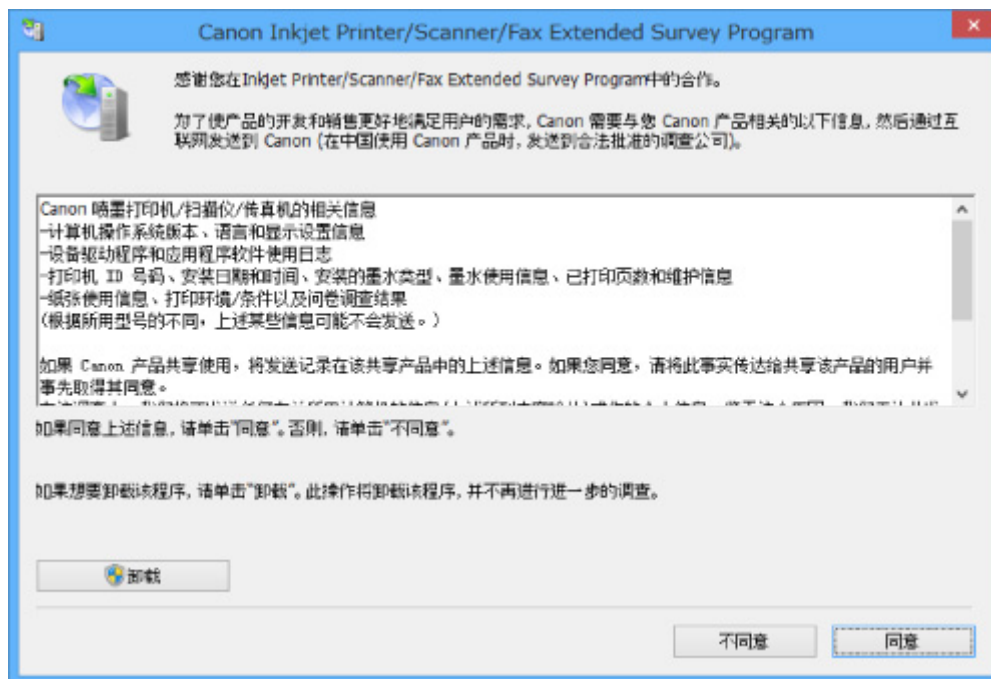 Canon Inkjet Printer/Scanner/Fax Extended Survey Program
感谢您在Inkjet Printer/Scanner/Fax Extended Survey Program中的合作。
为了使产品的开发和销售更好地满足用户的需求, Canon 需要与您 Canon 产品相关的以下信息, 然后通过互
联网发送到 Canon (在中国使用 Canon 产品时, 发送到合法批准的调查公司)。
Canon 喷墨打印机/扫描仪/传真机的相关信息
-计算机操作系统版本、语言和显示设置信息
-设备驱动程序和应用程序软件使用日志
-打印机 ID 号码、安装日期和时间、安装的墨水类型、墨水使用信息、已打印页数和维护信息
-纸张使用信息、打印环境/条件以及问卷调查结果
(根据所用型号的不同，上述某些信息可能不会发送。)
如果 Canon 产品共享使用，将发送记录在该共享产品中的上述信息。如果您同意，请将此事实传达给共享该产品的用户并
事先取得其同意。
如果同意上述信息, 请单击"同意"。否则, 请单击"不同意"。
如果想要卸载该程序, 请单击"卸载"。此操作将卸载该程序, 并不再进行进一步的调查。
卸载
不同意
同意